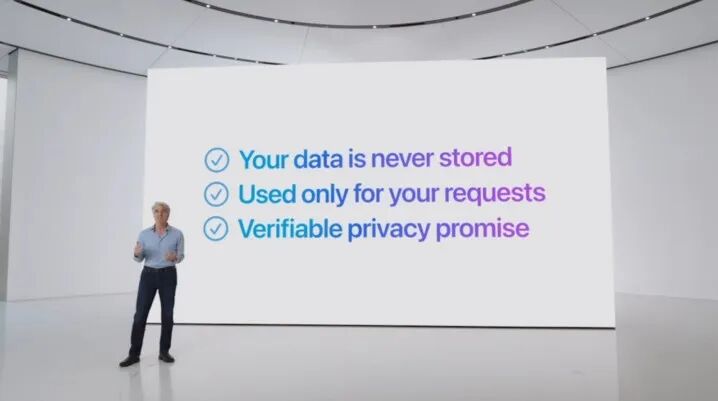 Your data is never stored
Used only for your requests
Verifiable privacy promise